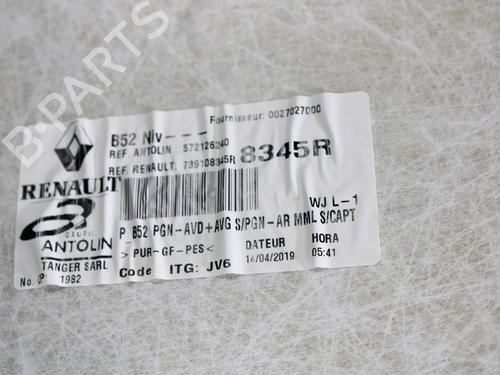 B-PARTS
Fournisseur: 0027027000
B52 Niv- - -
REF. ANTOLIN : 572126240
REF. RENAULT: 739108345R
8345R
RENAULT
GRUPO
ANTOLIN
TANGER SARL
WJ L-1
P B52 PGN-AVD+AVG S/PGN-AR MML S/CAPT
> PUR-GF-PES <
DATEUR HORA
14/04/2019 05:41
Code ITG: JV6
No. OP: 1982